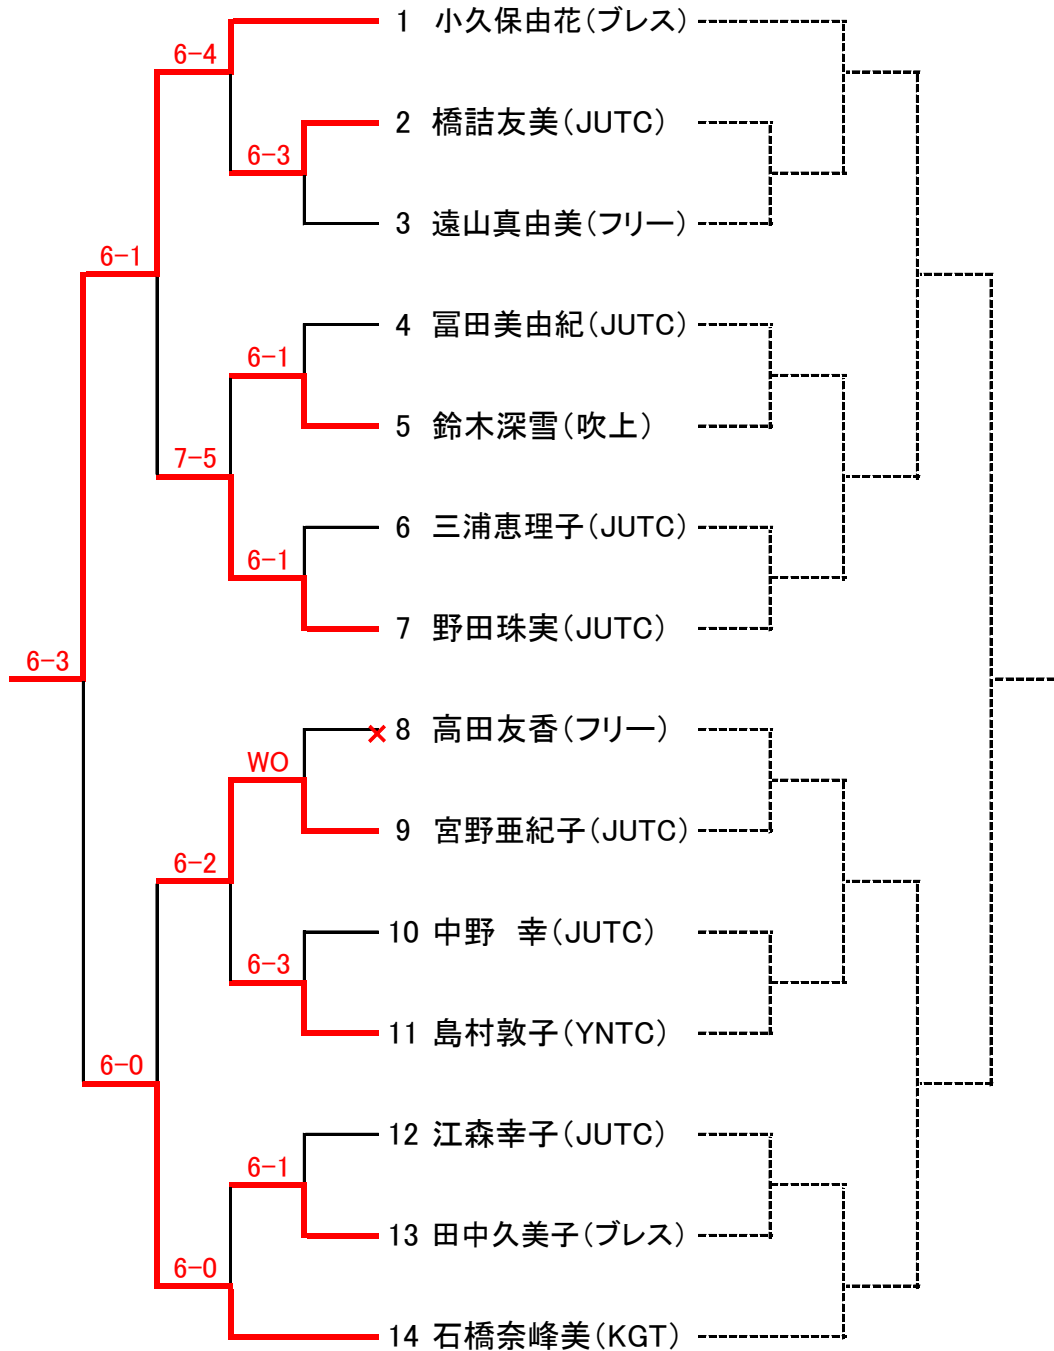 1 小久保由花(ブレス)
6-4
2 橋詰友美(JUTC)
6-3
3 遠山真由美(フリー)
6-1
4 冨田美由紀(JUTC)
6-1
5 鈴木深雪(吹上)
7-5
6 三浦恵理子(JUTC)
6-1
7 野田珠実(JUTC)
6-3
8 高田友香(フリー)
WO
9 宮野亜紀子(JUTC)
6-2
10 中野 幸(JUTC)
6-3
11 島村敦子(YNTC)
6-0
12 江森幸子(JUTC)
6-1
13 田中久美子(ブレス)
6-0
14 石橋奈峰美(KGT)